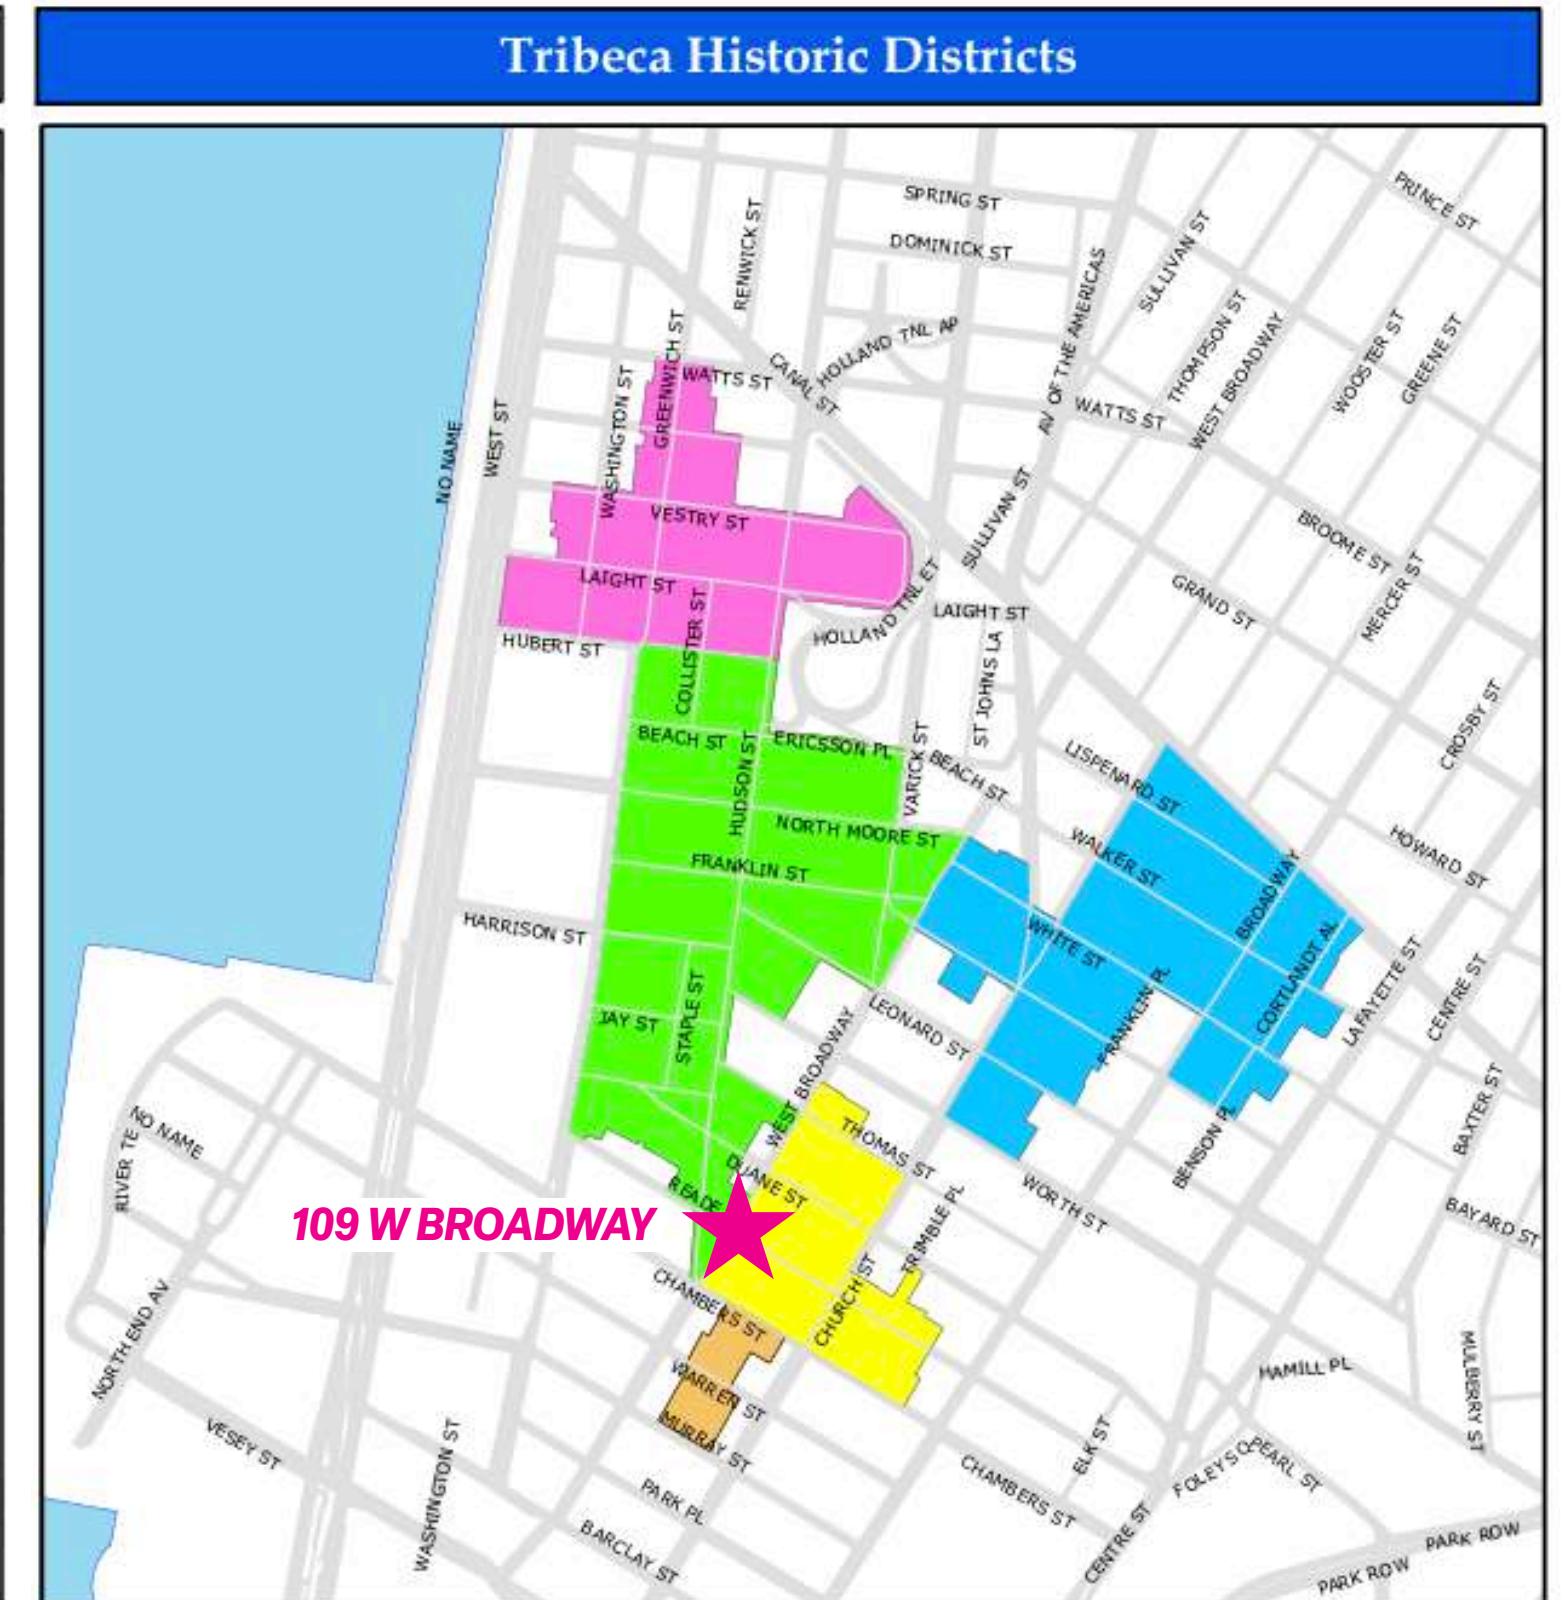 Tribeca Historic Districts
PRINCE ST
SPRING ST
RENWICK ST
SULLIVAN ST
DOMINICK ST
AV OF THE AMERICAS
THOMPSON ST
WEST BROADWAY
WOOSTER ST
GREENE ST
GREENWICH ST
HOLLAND TNL AP
WATTS ST
CANAL ST
WASHINGTON ST
WATTS ST
NO NAME
WEST ST
SULLIVAN ST
VESTRY ST
BROOME ST
MERCER ST
LAIGHT ST
GRAND ST
COLLISTER ST
HOLLAND TNL ET
LAIGHT ST
HUBERT ST
ST JOHNS LA
CROSBY ST
BEACH ST
HUDSON ST
ERICSSON PL
VARICK ST
BEACH ST
LISPENARD ST
NORTH MOORE ST
WALKER ST
HOWARD ST
FRANKLIN ST
BROADWAY
HARRISON ST
WHITE ST
CORTLANDT AL
LAFAYETTE ST
CENTRE ST
JAY ST
STAPLE ST
LEONARD ST
FRANKLIN PL
WEST BROADWAY
BAXTER ST
NO NAME
RIVER TE
THOMAS ST
BENSON PL
DUANE ST
READE
TRIMBLE PL
WORTH ST
BAYARD ST
109 W BROADWAY
CHAMBERS ST
CHURCH ST
NORTH END AV
WARREN ST
HAMILL PL
MULBERRY ST
MURRAY ST
VESEY ST
WASHINGTON ST
ELK ST
FOLEY SQ
PEARL ST
CHAMBERS ST
PARK PL
BARCLAY ST
CENTRE ST
PARK ROW
PARK ROW